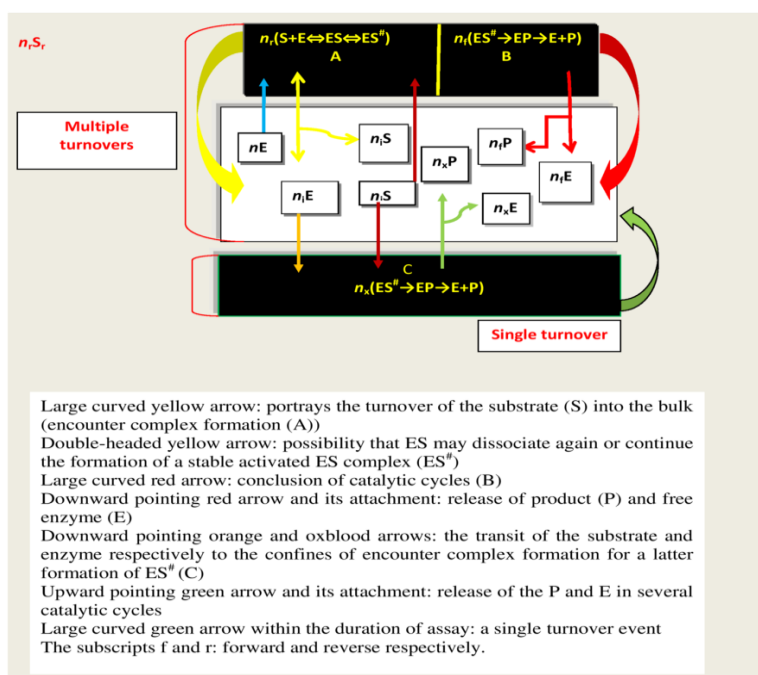 nᵣSᵣ
nᵣ(S+E⇔ES⇔ES#)
A
nf(ES#→EP→E+P)
B
Multiple
turnovers
nE
nᵢS
nfP
nₓP
nfE
nᵢE
nᵢS
nₓE
C
nₓ(ES#→EP→E+P)
Single turnover
Large curved yellow arrow: portrays the turnover of the substrate (S) into the bulk
(encounter complex formation (A))
Double-headed yellow arrow: possibility that ES may dissociate again or continue
the formation of a stable activated ES complex (ES#)
Large curved red arrow: conclusion of catalytic cycles (B)
Downward pointing red arrow and its attachment: release of product (P) and free
enzyme (E)
Downward pointing orange and oxblood arrows: the transit of the substrate and
enzyme respectively to the confines of encounter complex formation for a latter
formation of ES# (C)
Upward pointing green arrow and its attachment: release of the P and E in several
catalytic cycles
Large curved green arrow within the duration of assay: a single turnover event
The subscripts f and r: forward and reverse respectively.